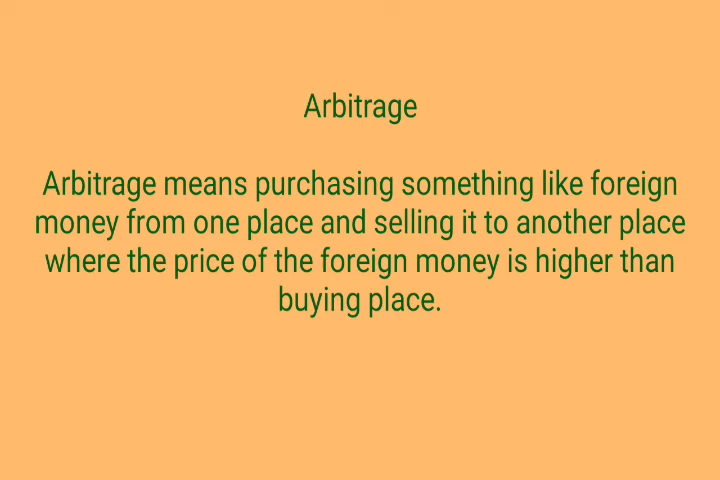 Arbitrage
Arbitrage means purchasing something like foreign
money from one place and selling it to another place
where the price of the foreign money is higher than
buying place.